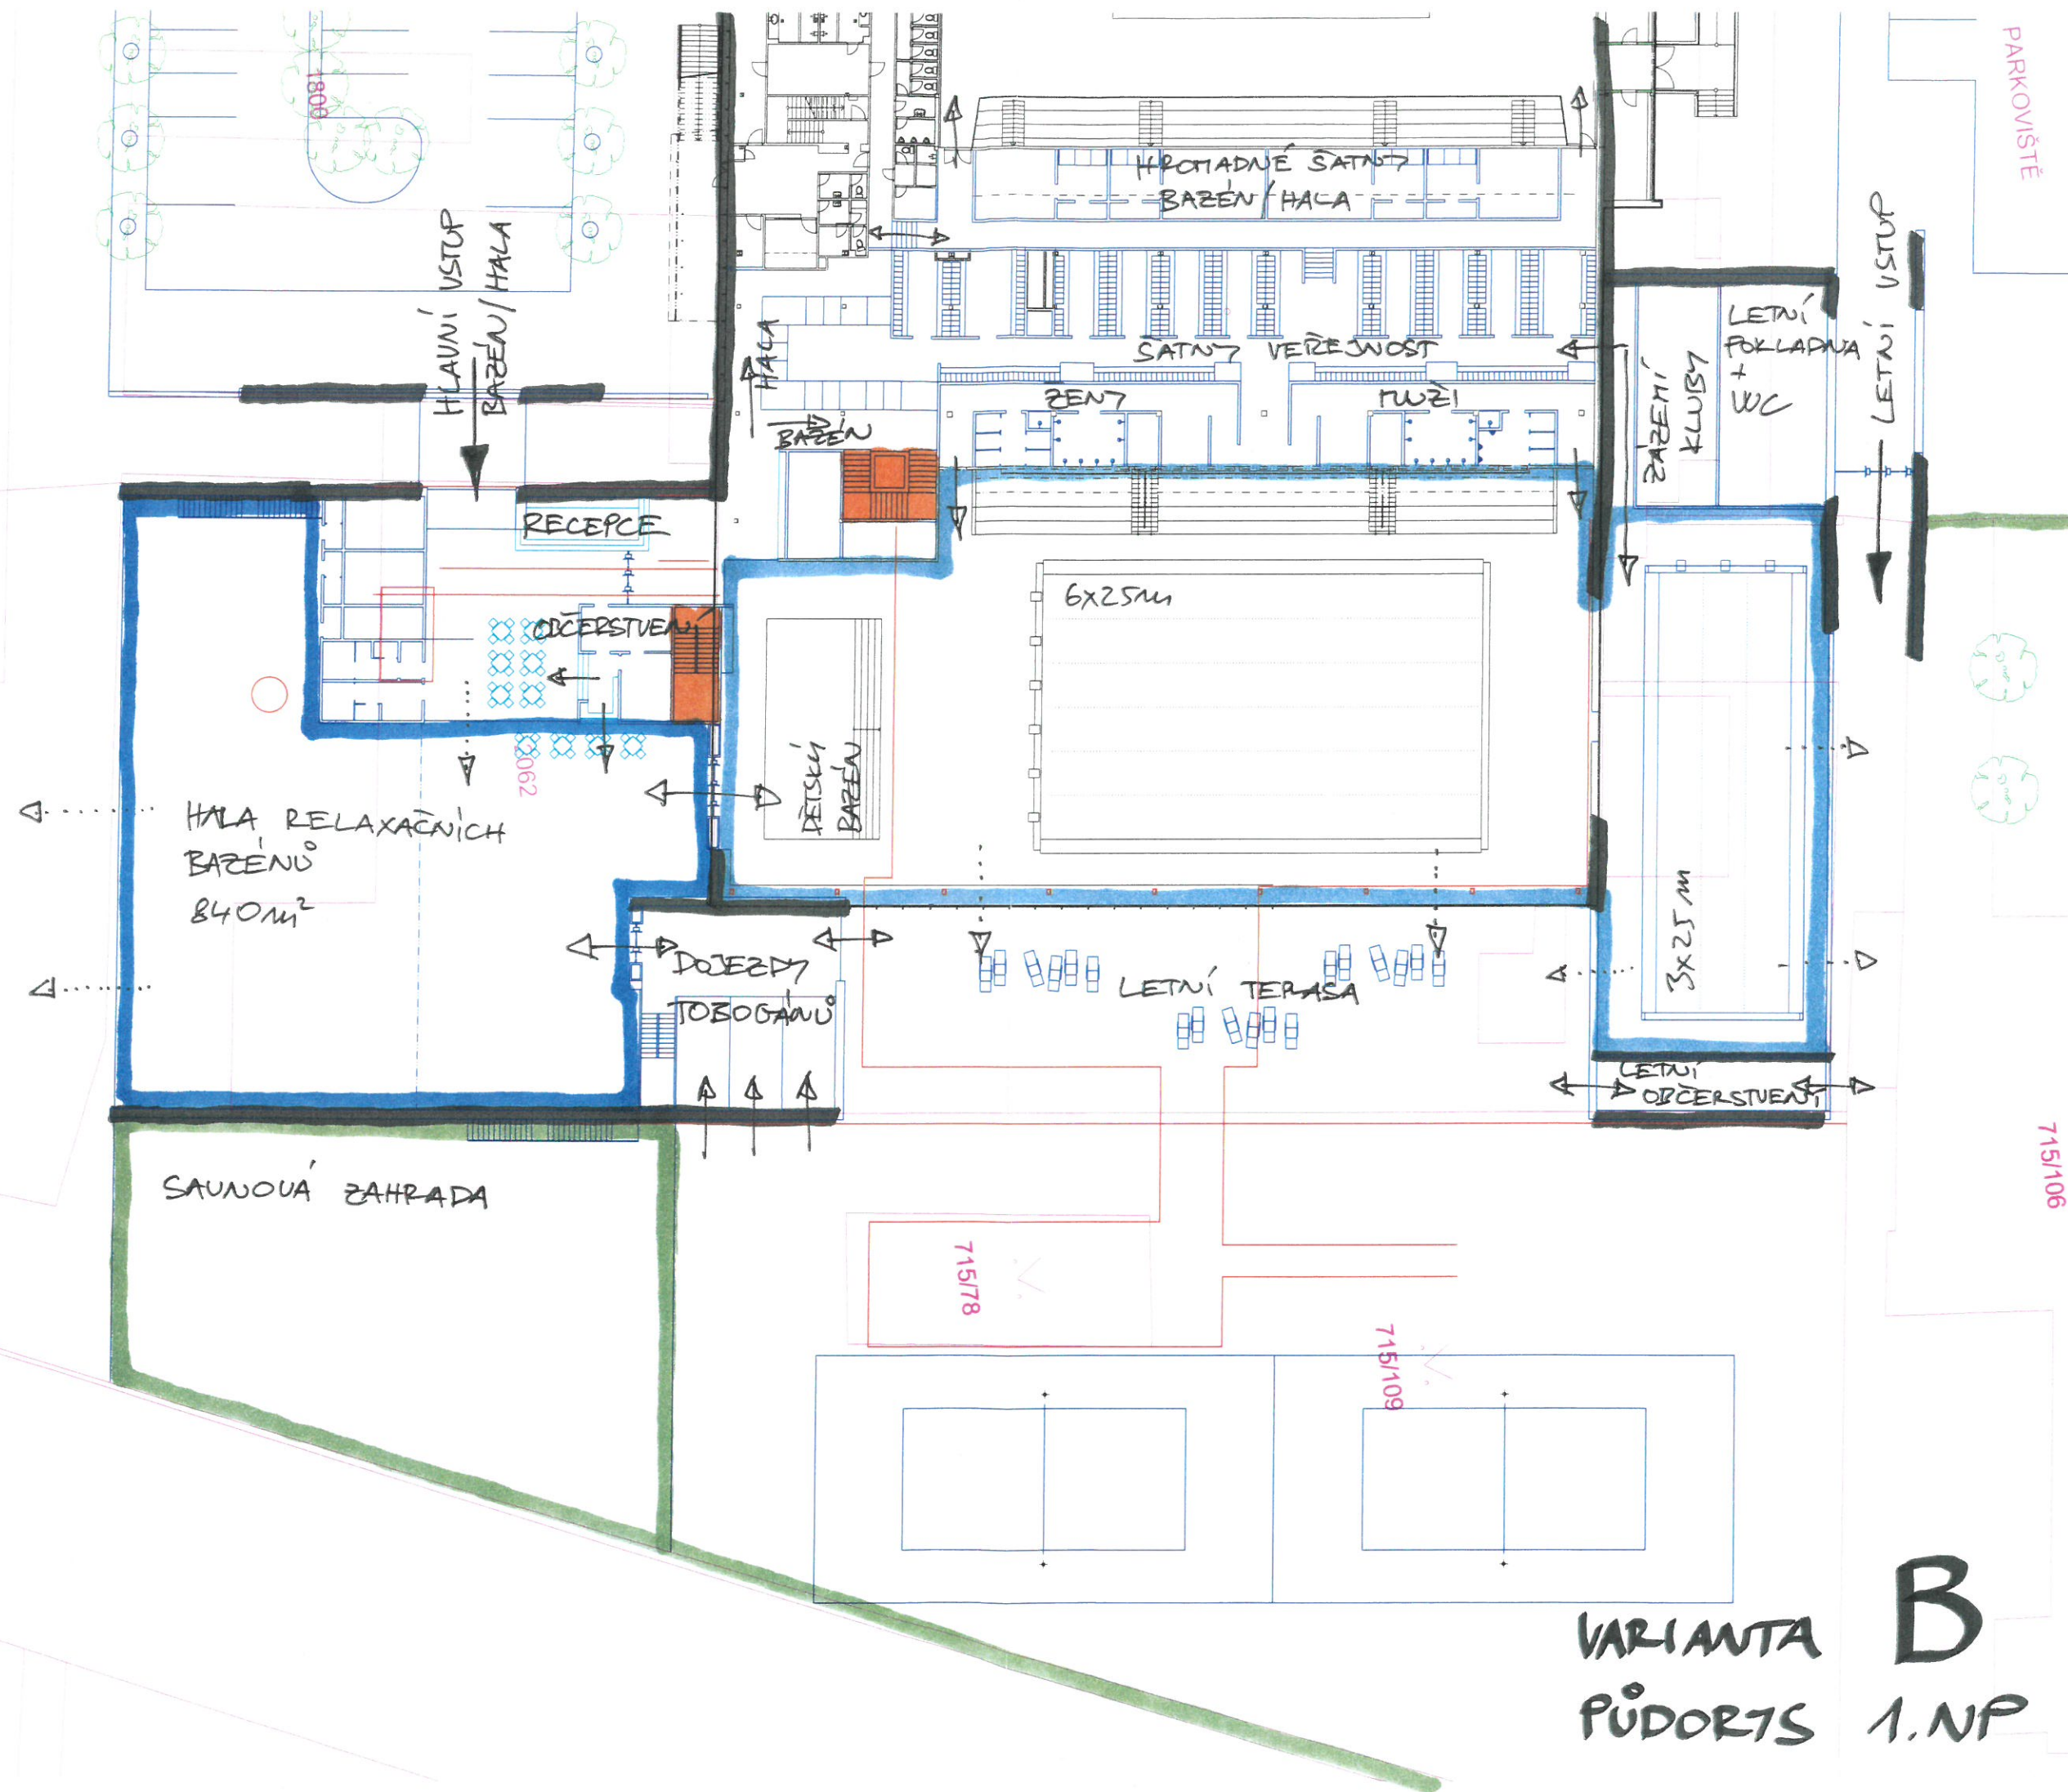 1800
PARKOVIŠTĚ
HROMADNÉ ŠATNY
BAZÉN/HALA
HLAVNÍ VSTUP
BAZÉN/HALA
HALA
BAZÉN
ŠATNY VEŘEJNOST
ŽENY
MUŽI
ZÁZEMÍ
KLUBY
LETNÍ
POKLADNA
+
WC
LETNÍ VSTUP
RECEPCE
OBČERSTVENÍ
6x25m
2062
DĚTSKÝ
BAZÉN
HALA RELAXAČNÍCH
BAZÉNŮ
840m²
3x25m
DOJEZDY
TOBOGÁNŮ
LETNÍ TERASA
LETNÍ
OBČERSTVENÍ
SAUNOVÁ ZAHRADA
715/106
715/78
715/109
VARIANTA B
PŮDORYS 1.NP